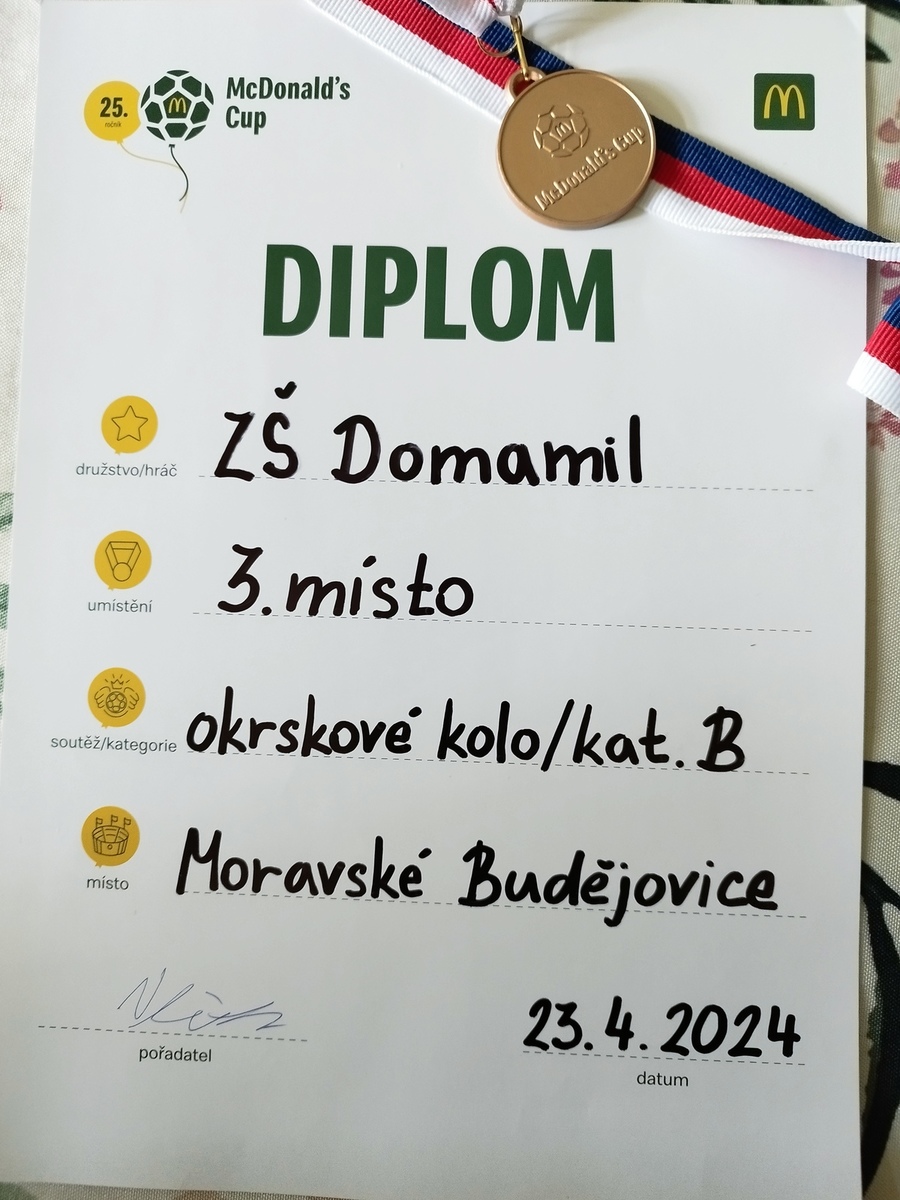 25.
ročník
McDonald's
Cup
McDonald's Cup
DIPLOM
družstvo/hráč ZŠ Domamil
umístění 3. místo
soutěž/kategorie okrskové kolo/kat. B
místo Moravské Budějovice
23.4.2024
pořadatel
datum